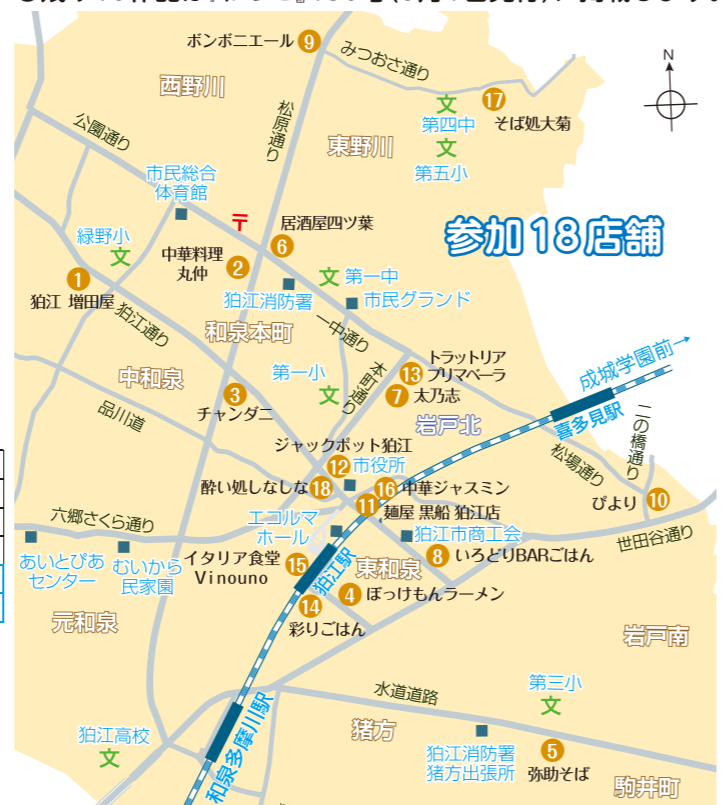 ボンボニエール 9
みつおさ通り
N
西野川
松原通り
文
第四中
17
そば処大菊
文
第五小
東野川
公園通り
市民総合
体育館
〒
居酒屋四ツ葉
6
参加18店舗
緑野小
文
中華料理
丸仲
2
1
狛江 増田屋
狛江消防署
文 第一中
市民グランド
狛江通り
和泉本町
一中通り
中和泉
第一小
文
本町通り
トラットリア
プリマベーラ
13
7 太乃志
成城学園前→
3
チャンダニ
品川道
岩戸北
喜多見駅
二の橋通り
松場通り
ジャックポット狛江
12 市役所
酔い処しなしな 18
16 中華ジャスミン
11 麺屋 黒船 狛江店
ぴより 10
六郷さくら通り
エコルマ
ホール
狛江市商工会
世田谷通り
あいとぴあ
センター
むいから
民家園
イタリア食堂
Vinouno
15
狛江駅
東和泉
8 いろどりBARごはん
14
彩りごはん
4 ぼっけもんラーメン
元和泉
岩戸南
水道道路
第三小
文
狛江高校
文
和泉多摩川駅
猪方
狛江消防署
猪方出張所
5
弥助そば
駒井町